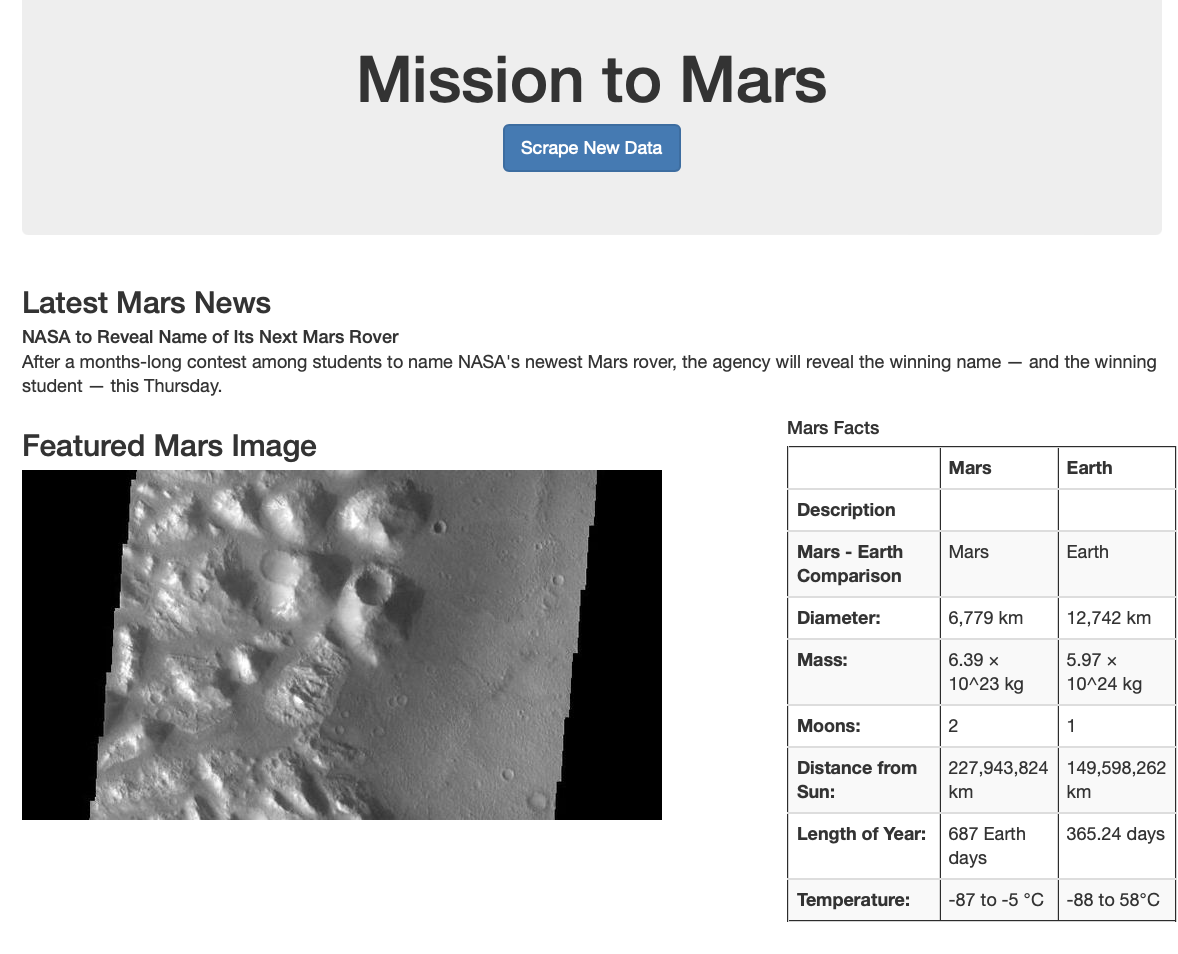 Mission to Mars
Scrape New Data
Latest Mars News
NASA to Reveal Name of Its Next Mars Rover
After a months-long contest among students to name NASA's newest Mars rover, the agency will reveal the winning name — and the winning
student — this Thursday.
Featured Mars Image
Mars Facts
Mars Earth
Description
Mars - Earth Mars Earth
Comparison
Diameter: 6,779 km 12,742 km
Mass: 6.39 × 5.97 ×
10^23 kg 10^24 kg
Moons: 2 1
Distance from 227,943,824 149,598,262
Sun: km km
Length of Year: 687 Earth 365.24 days
days
Temperature: -87 to -5 °C -88 to 58°C